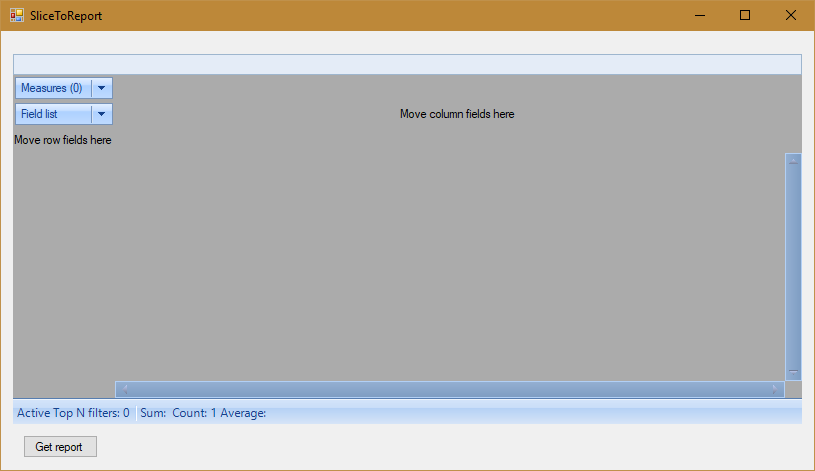 SliceToReport
Measures (0)
Field list
Move column fields here
Move row fields here
Active Top N filters: 0 Sum: Count: 1 Average:
Get report